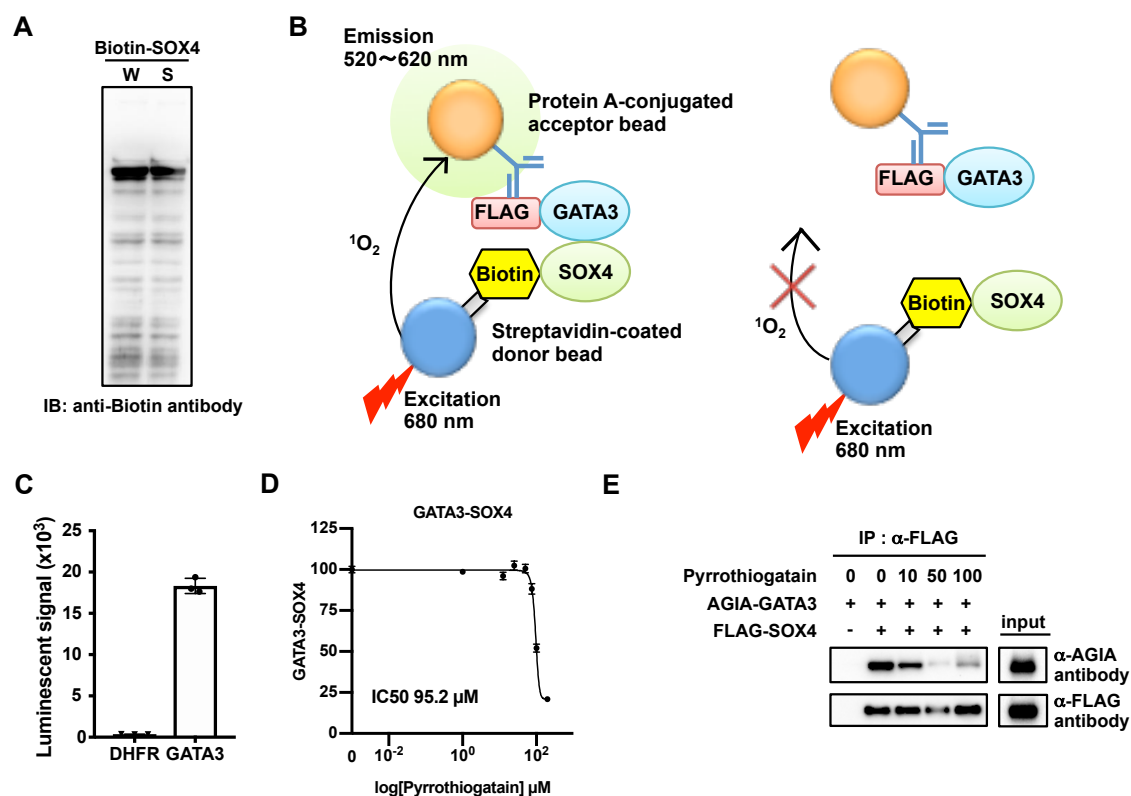 A
Biotin-SOX4
W S
IB: anti-Biotin antibody
B
Emission
520〜620 nm
Protein A-conjugated
acceptor bead
FLAG
GATA3
¹O₂
Biotin
SOX4
Streptavidin-coated
donor bead
Excitation
680 nm
FLAG
GATA3
¹O₂
Biotin
SOX4
Excitation
680 nm
C
Luminescent signal (x10³)
25
20
15
10
5
0
DHFR GATA3
D
GATA3-SOX4
GATA3-SOX4
125
100
75
50
25
0
IC50 95.2 µM
0 10⁻² 10⁰ 10²
log[Pyrrothiogatain] µM
E
IP : α-FLAG
Pyrrothiogatain 0 0 10 50 100
AGIA-GATA3 + + + + +
FLAG-SOX4 - + + + +
input
α-AGIA
antibody
α-FLAG
antibody